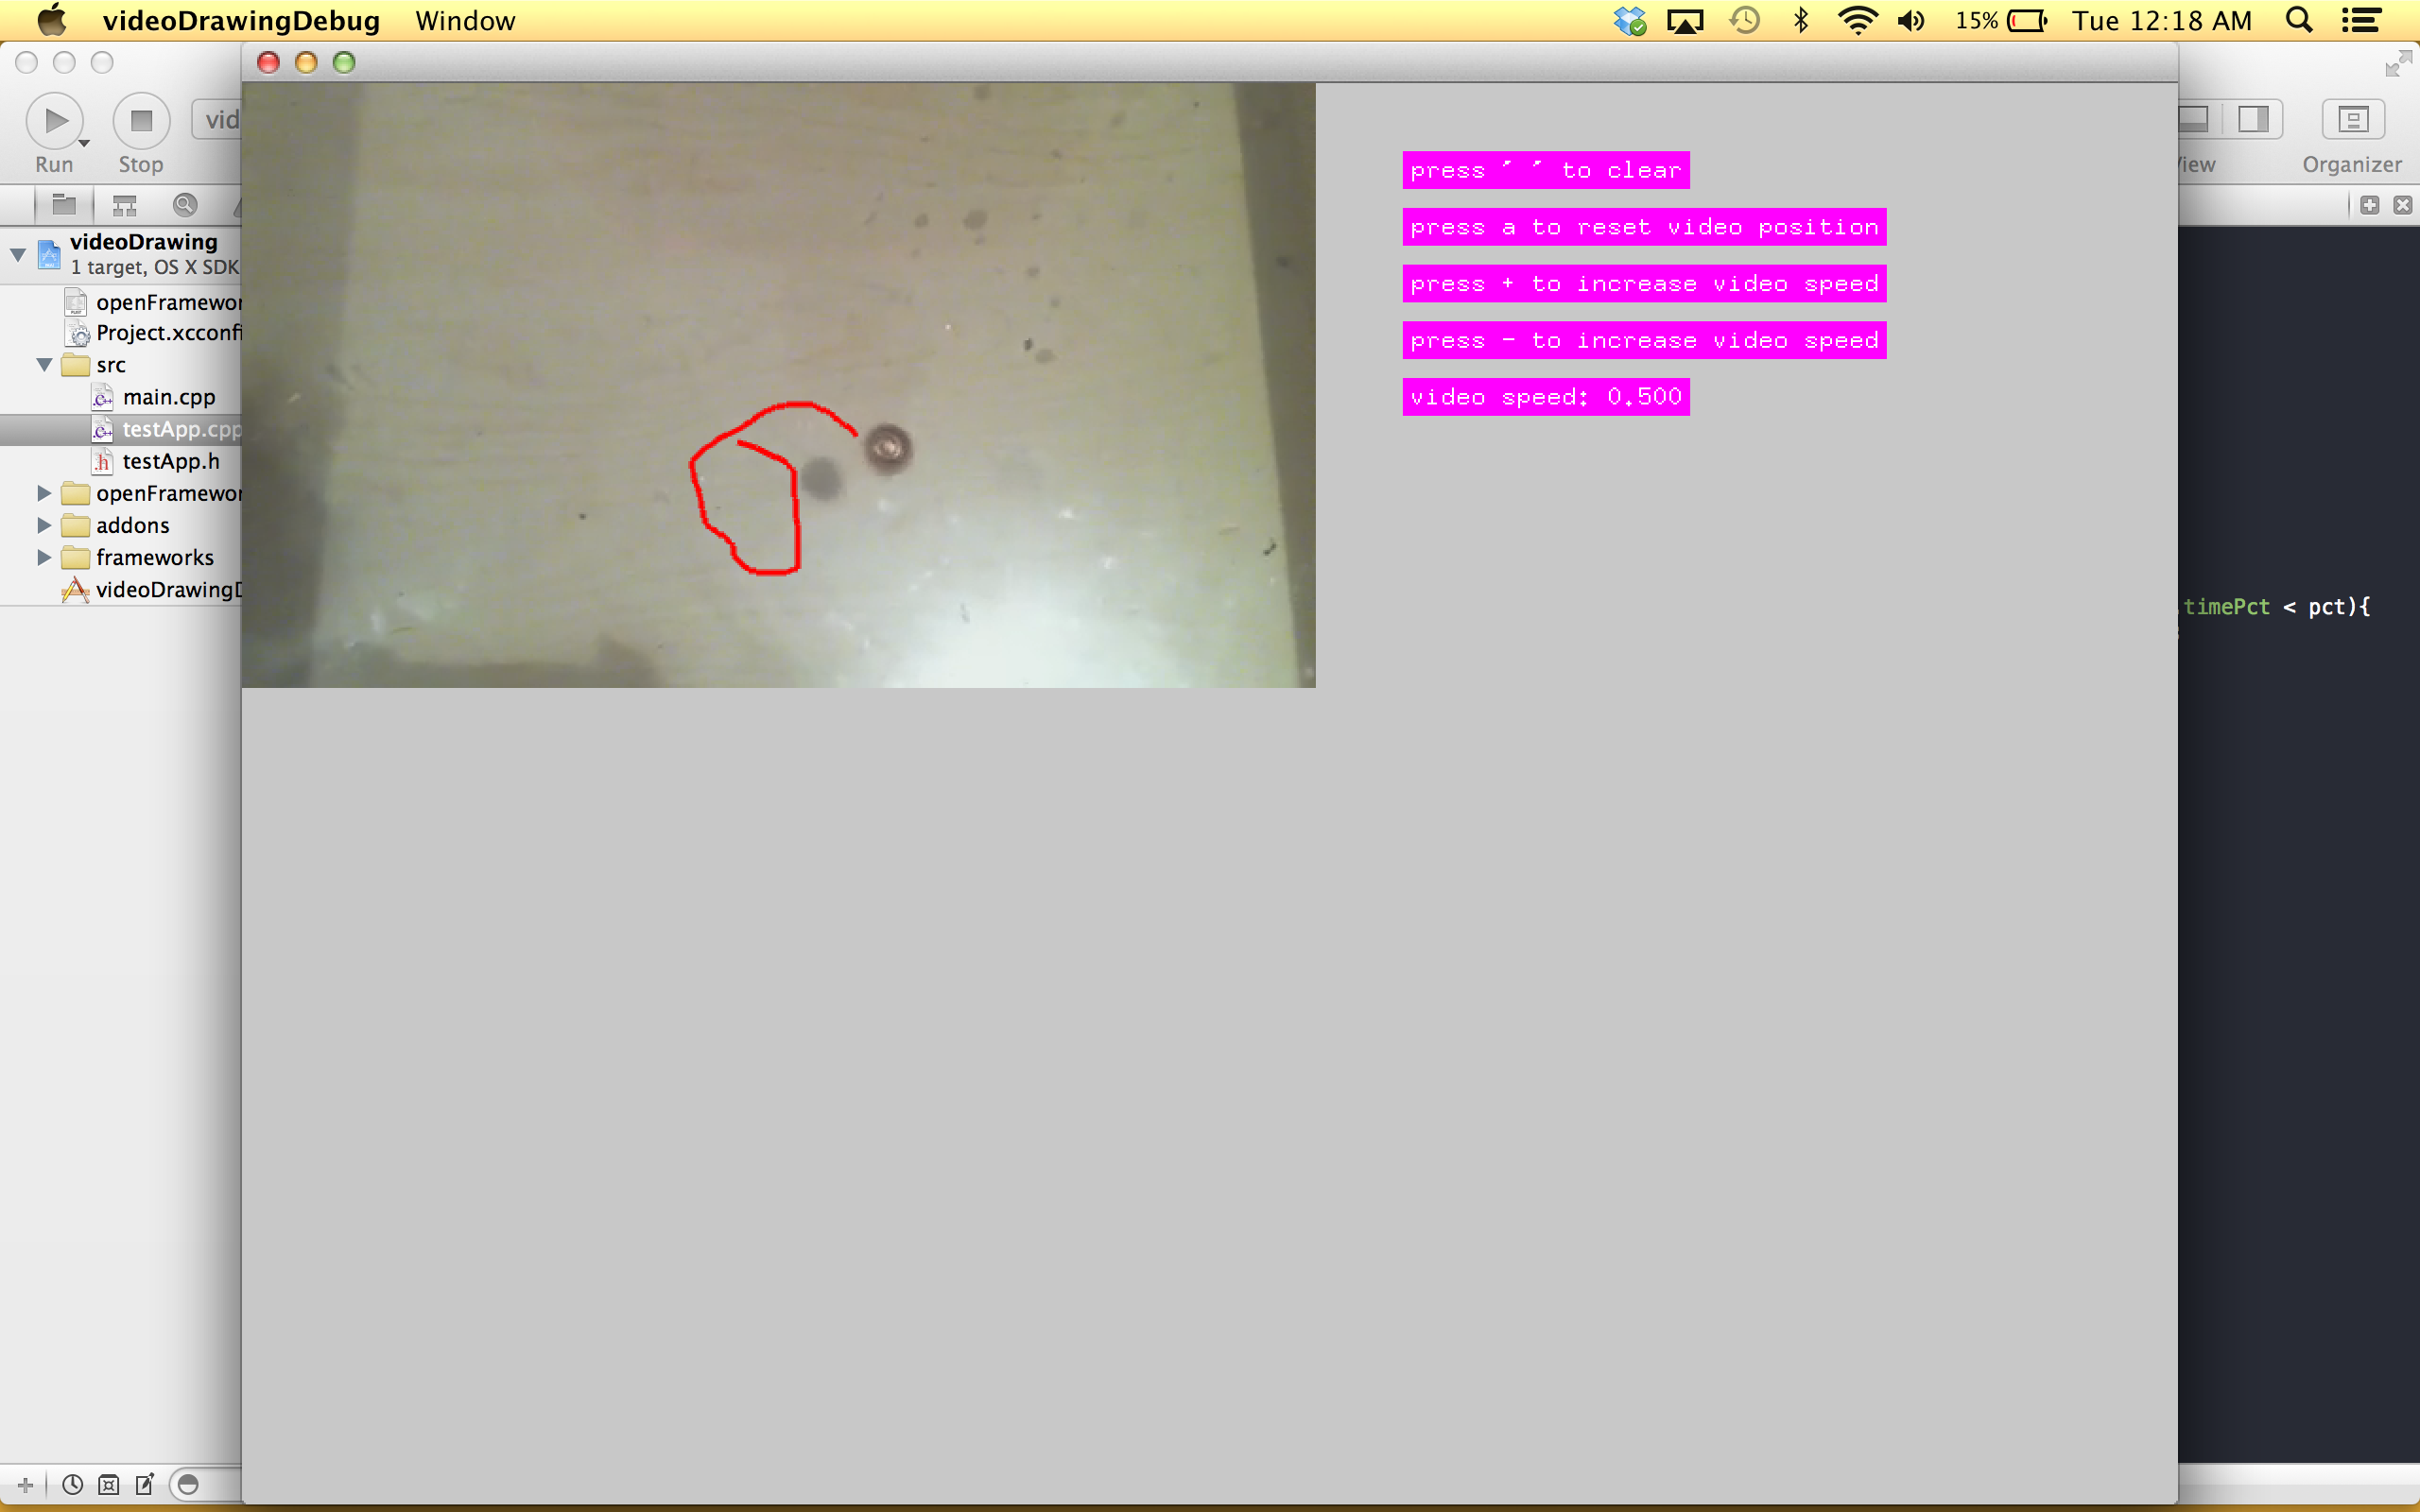 videoDrawingDebug Window 15% Tue 12:18 AM
Run Stop vid View Organizer
videoDrawing
1 target, OS X SDK
openFramewor
Project.xcconfi
src
main.cpp
testApp.cpp
testApp.h
openFramewor
addons
frameworks
videoDrawingD
press ' ' to clear
press a to reset video position
press + to increase video speed
press - to increase video speed
video speed: 0.500
timePct < pct){